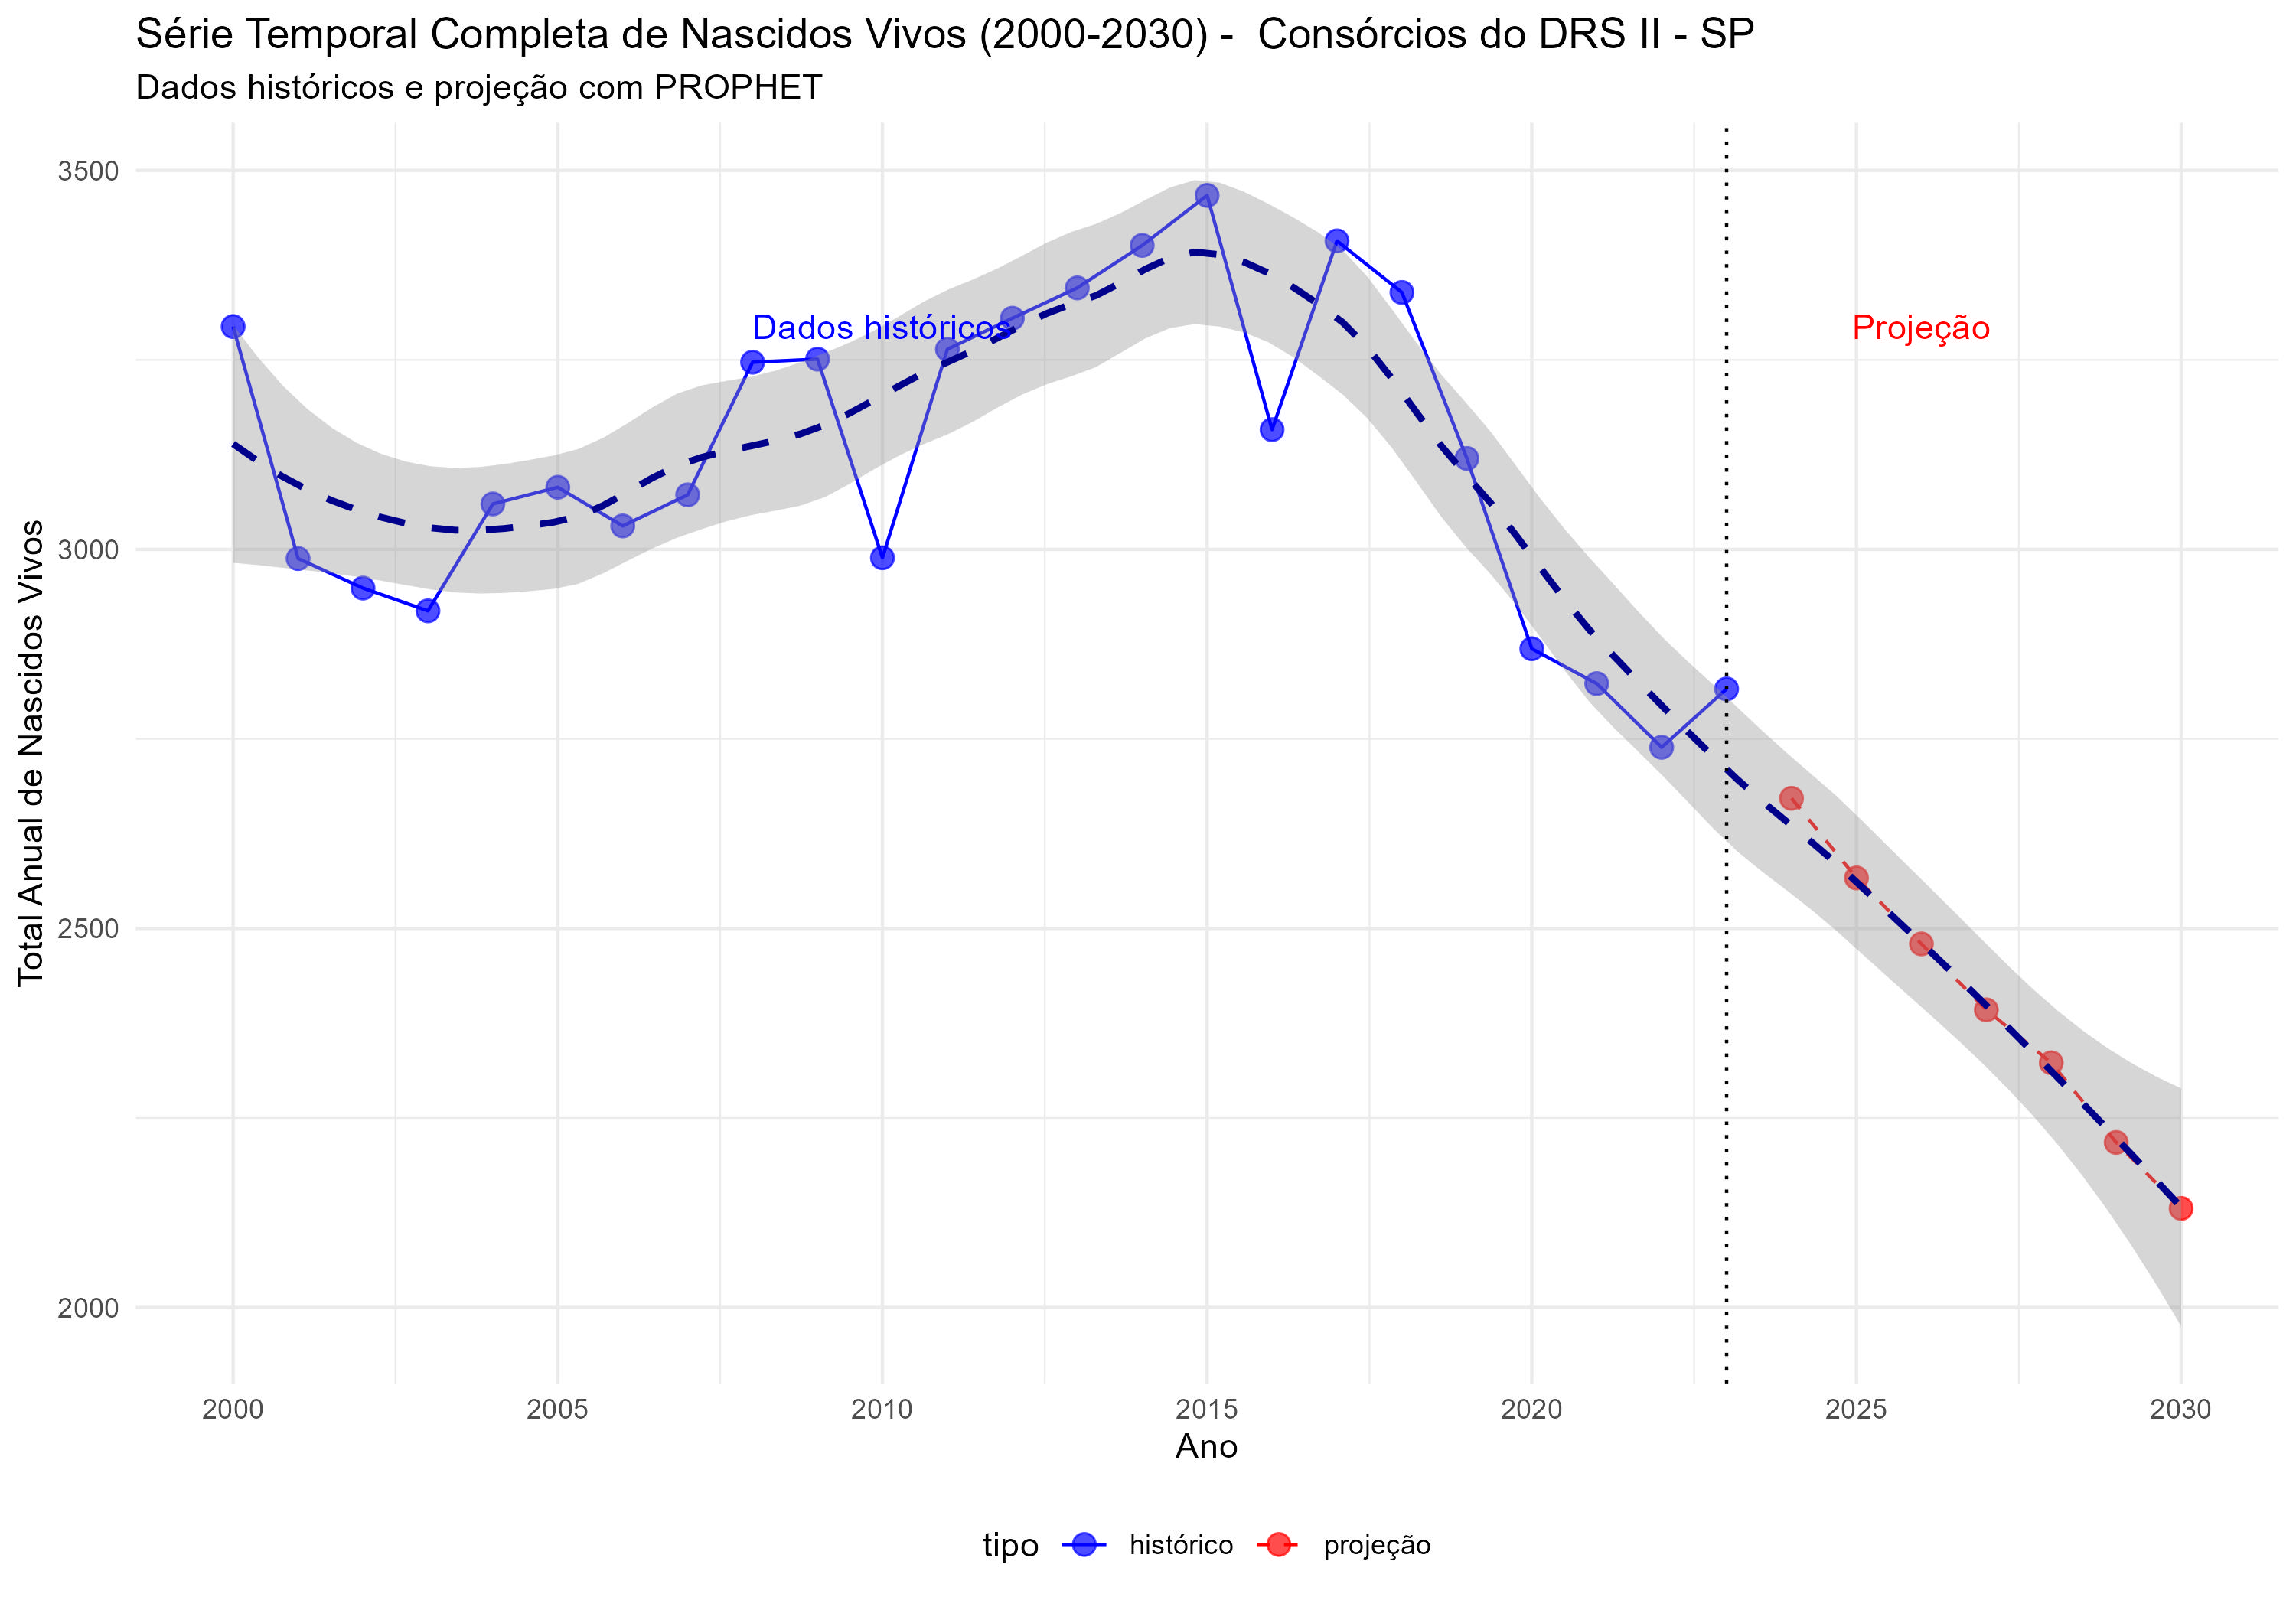 Série Temporal Completa de Nascidos Vivos (2000-2030) -  Consórcios do DRS II - SP
Dados históricos e projeção com PROPHET
Total Anual de Nascidos Vivos
3500
3000
2500
2000
Dados históricos
Projeção
2000 2005 2010 2015 2020 2025 2030
Ano
tipo histórico projeção